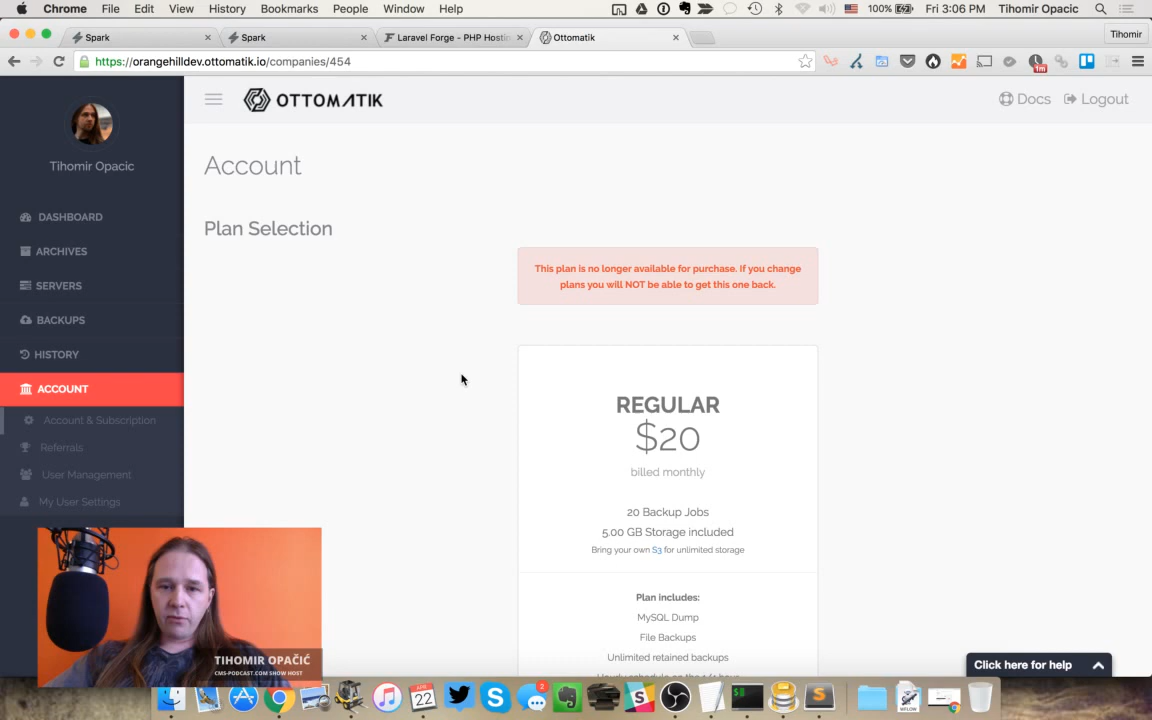 Chrome File Edit View History Bookmarks People Window Help
100% Fri 3:06 PM Tihomir Opacic
Spark
Spark
Laravel Forge - PHP Hostin
Ottomatik
Tihomir
https://orangehilldev.ottomatik.io/companies/454
1m
OTTOMATIK
Docs
Logout
Tihomir Opacic
DASHBOARD
ARCHIVES
SERVERS
BACKUPS
HISTORY
ACCOUNT
Account & Subscription
Referrals
User Management
My User Settings
Account
Plan Selection
This plan is no longer available for purchase. If you change
plans you will NOT be able to get this one back.
REGULAR
$20
billed monthly
20 Backup Jobs
5.00 GB Storage included
Bring your own S3 for unlimited storage
Plan includes:
MySQL Dump
File Backups
Unlimited retained backups
TIHOMIR OPAČIĆ
CMS-PODCAST.COM SHOW HOST
Click here for help
22
2